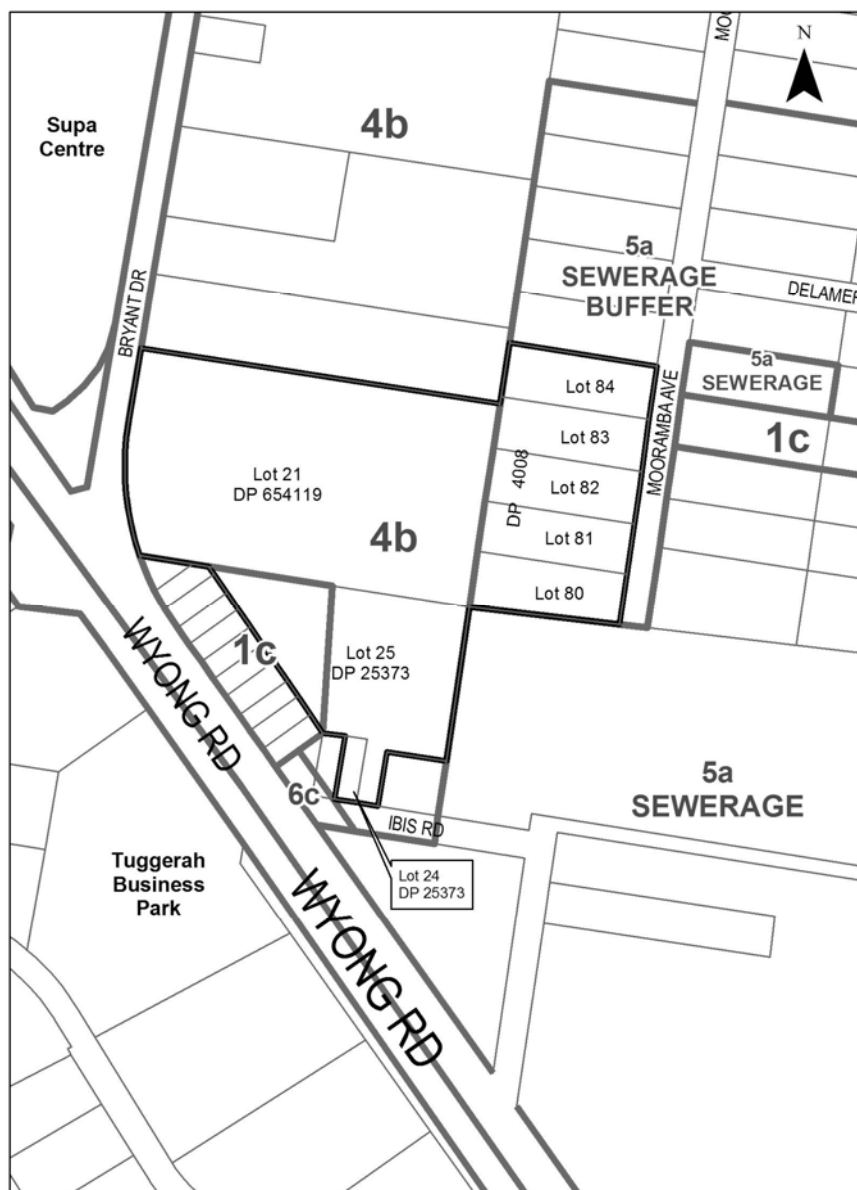 MOO
N
Supa
Centre
4b
5a
SEWERAGE
BUFFER
DELAMER
BRYANT DR
5a
SEWERAGE
Lot 84
MOORAMBA AVE
1c
Lot 83
Lot 21
DP 654119
DP 4008
Lot 82
4b
Lot 81
Lot 80
WYONG RD
1c
Lot 25
DP 25373
5a
SEWERAGE
6c
IBIS RD
Tuggerah
Business
Park
Lot 24
DP 25373
WYONG RD